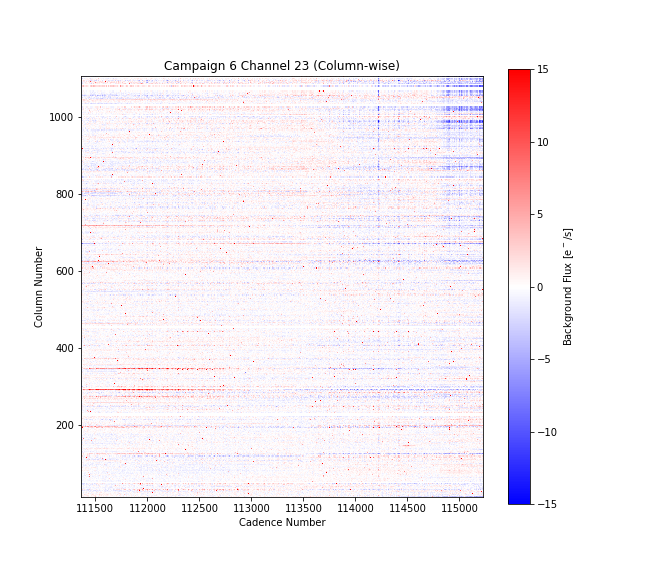 Campaign 6 Channel 23 (Column-wise)
1000
800
600
400
200
Column Number
111500 112000 112500 113000 113500 114000 114500 115000
Cadence Number
15
10
5
0
−5
−10
−15
Background Flux [e⁻/s]